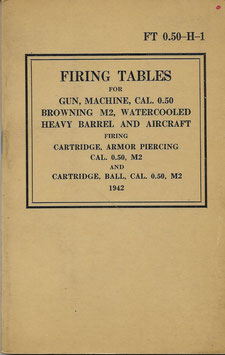 FT 0.50-H-1
FIRING TABLES
FOR
GUN, MACHINE, CAL. 0.50
BROWNING M2, WATERCOOLED
HEAVY BARREL AND AIRCRAFT
FIRING
CARTRIDGE, ARMOR PIERCING
CAL. 0.50, M2
AND
CARTRIDGE, BALL, CAL. 0.50, M2
1942